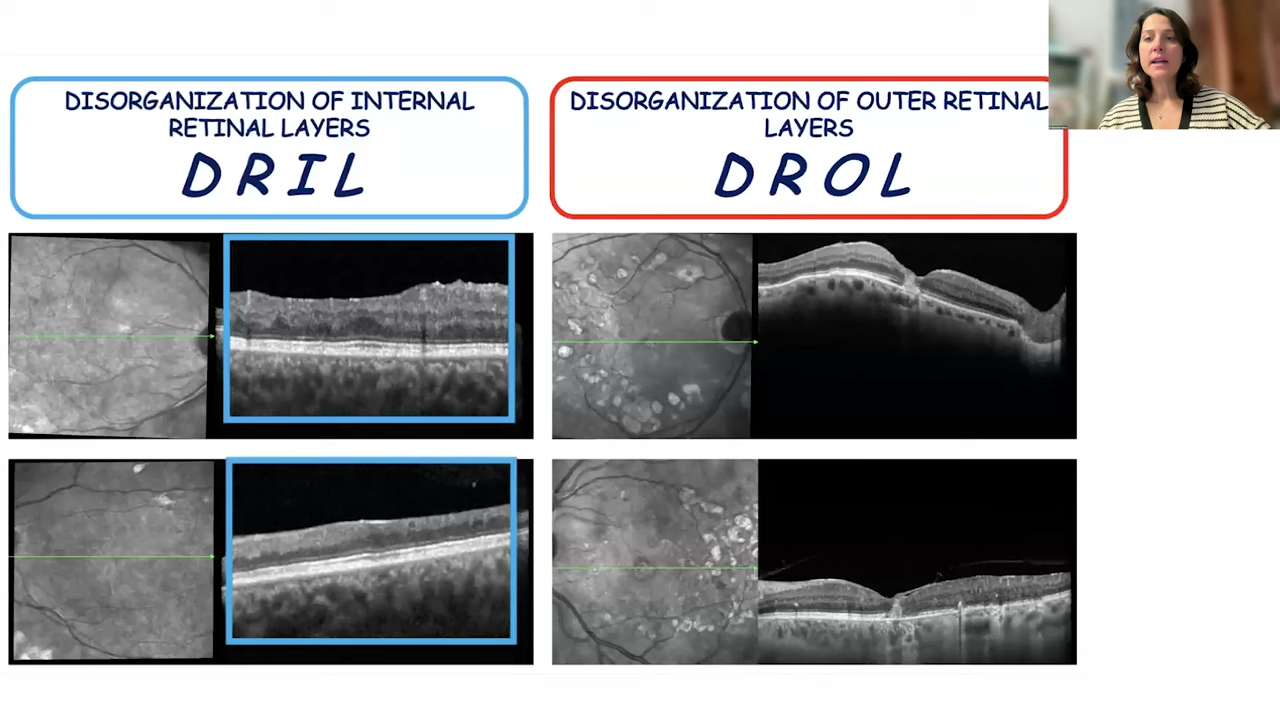 DISORGANIZATION OF INTERNAL
RETINAL LAYERS
DRIL
DISORGANIZATION OF OUTER RETINAL
LAYERS
DROL